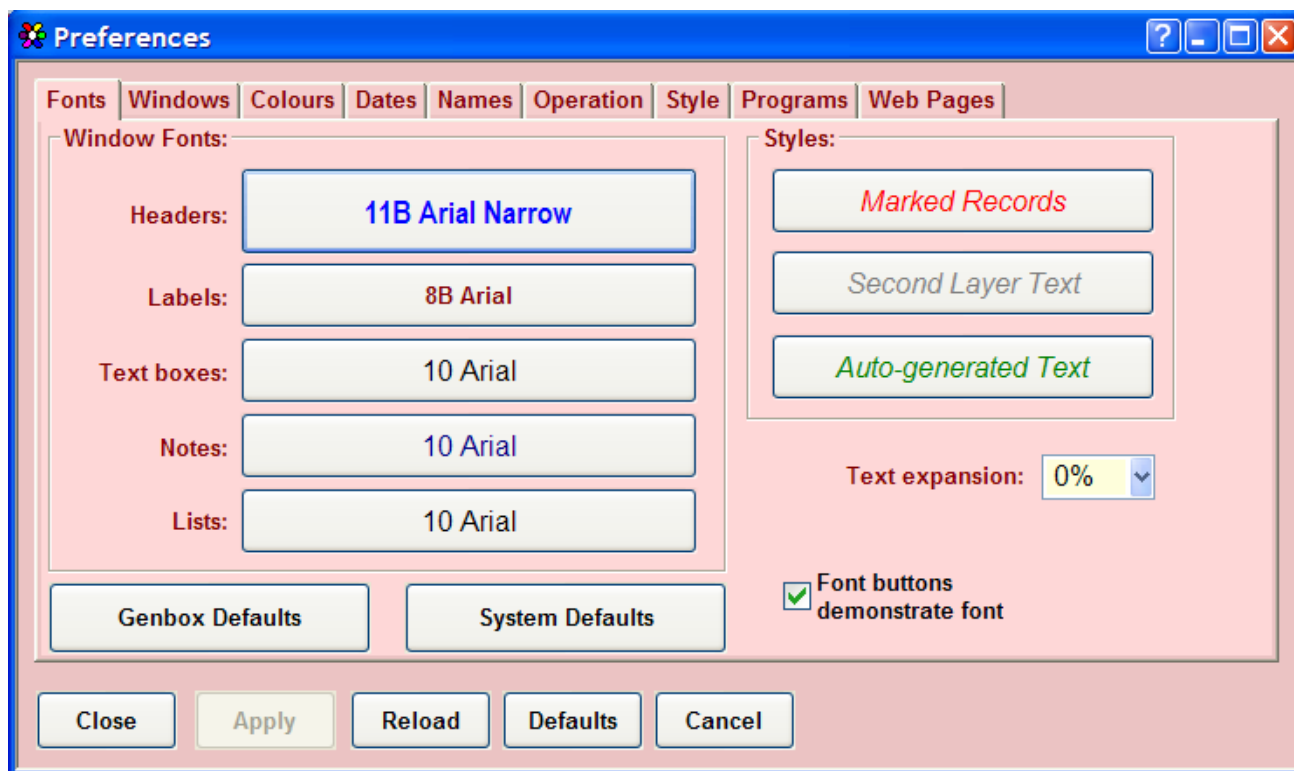 Preferences
Fonts Windows Colours Dates Names Operation Style Programs Web Pages
Window Fonts:
Headers: 11B Arial Narrow
Labels: 8B Arial
Text boxes: 10 Arial
Notes: 10 Arial
Lists: 10 Arial
Genbox Defaults System Defaults
Styles:
Marked Records
Second Layer Text
Auto-generated Text
Text expansion: 0%
Font buttons
demonstrate font
Close Apply Reload Defaults Cancel